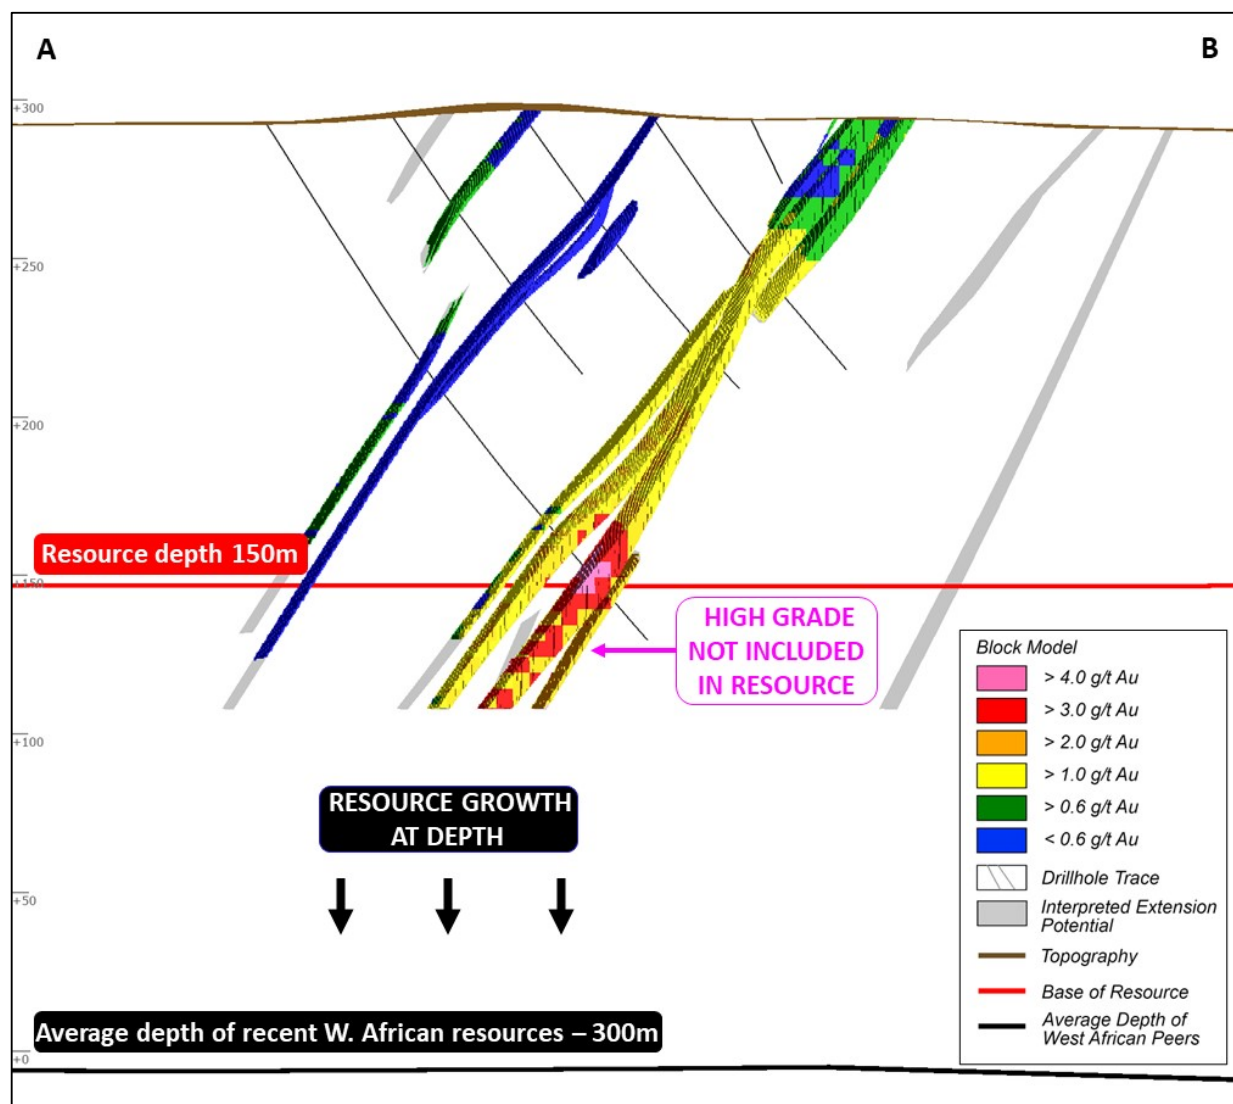 A
B
+300
+250
+200
Resource depth 150m
+150
HIGH GRADE
NOT INCLUDED
IN RESOURCE
+100
RESOURCE GROWTH
AT DEPTH
+50
Average depth of recent W. African resources – 300m
+0
Block Model
> 4.0 g/t Au
> 3.0 g/t Au
> 2.0 g/t Au
> 1.0 g/t Au
> 0.6 g/t Au
< 0.6 g/t Au
Drillhole Trace
Interpreted Extension
Potential
Topography
Base of Resource
Average Depth of
West African Peers